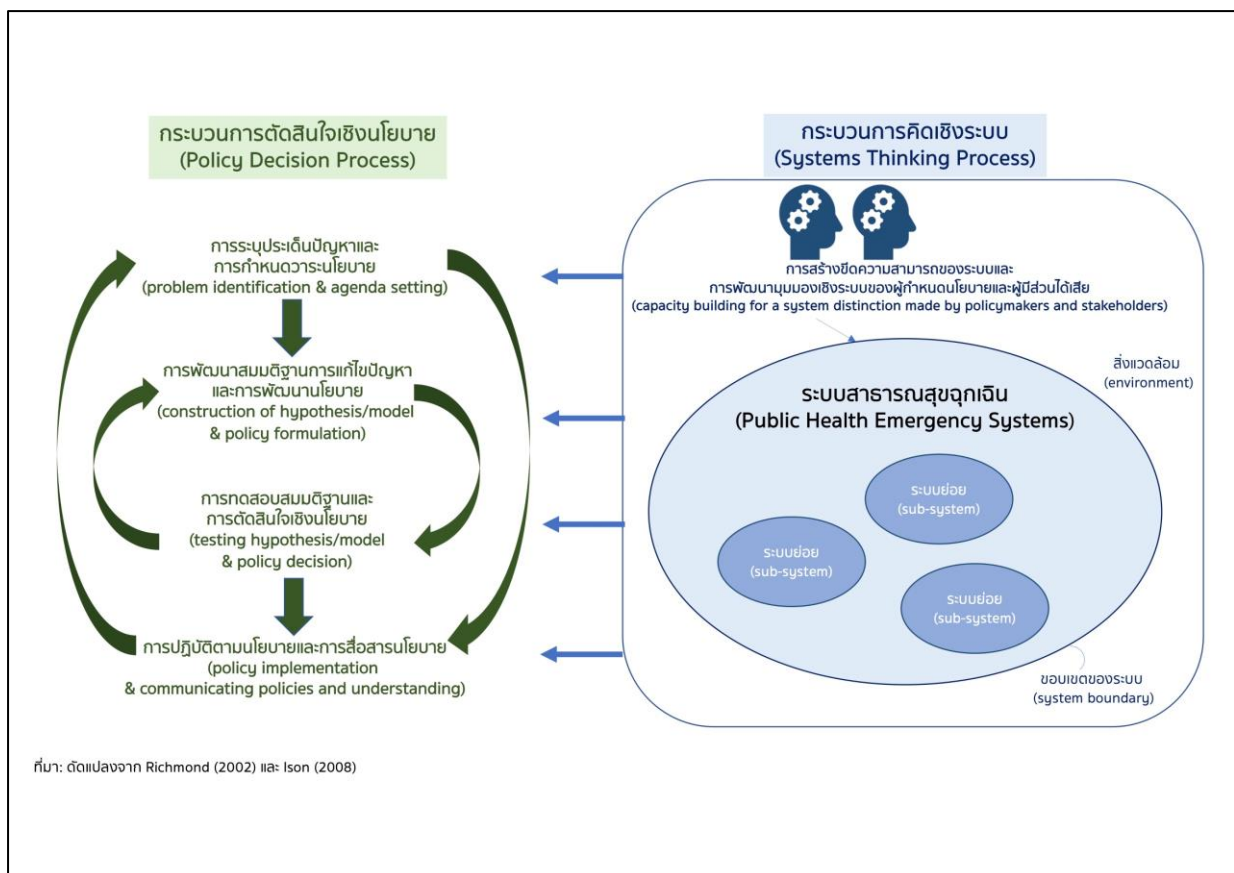 กระบวนการตัดสินใจเชิงนโยบาย
(Policy Decision Process)
การระบุประเด็นปัญหาและ
การกำหนดวาระนโยบาย
(problem identification & agenda setting)
การพัฒนาสมมติฐานการแก้ไขปัญหา
และการพัฒนานโยบาย
(construction of hypothesis/model
& policy formulation)
การทดสอบสมมติฐานและ
การตัดสินใจเชิงนโยบาย
(testing hypothesis/model
& policy decision)
การปฏิบัติตามนโยบายและการสื่อสารนโยบาย
(policy implementation
& communicating policies and understanding)
กระบวนการคิดเชิงระบบ
(Systems Thinking Process)
การสร้างขีดความสามารถของระบบและ
การพัฒนามุมมองเชิงระบบของผู้กำหนดนโยบายและผู้มีส่วนได้เสีย
(capacity building for a system distinction made by policymakers and stakeholders)
สิ่งแวดล้อม
(environment)
ระบบสาธารณสุขฉุกเฉิน
(Public Health Emergency Systems)
ระบบย่อย
(sub-system)
ระบบย่อย
(sub-system)
ระบบย่อย
(sub-system)
ขอบเขตของระบบ
(system boundary)
ที่มา: ดัดแปลงจาก Richmond (2002) และ Ison (2008)